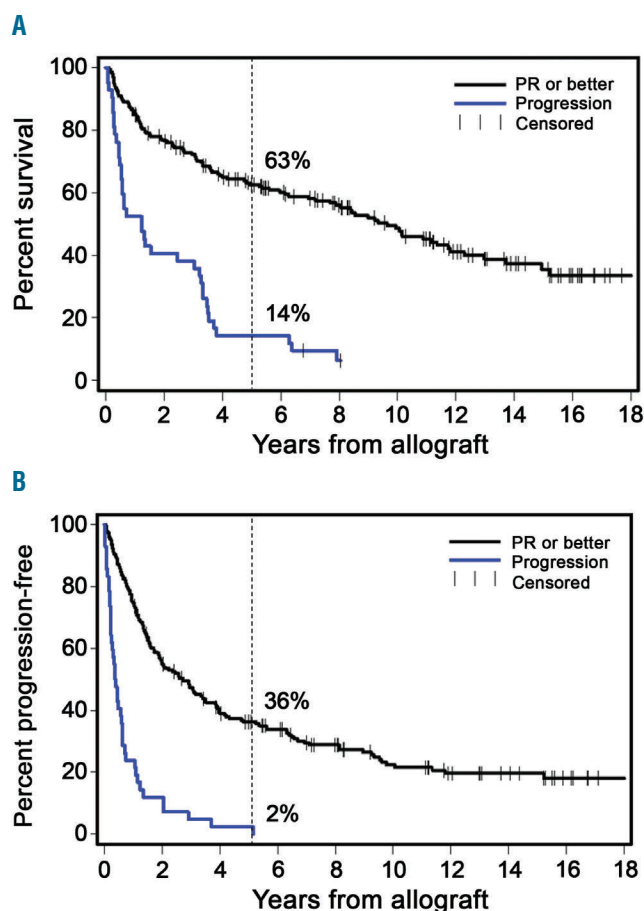 A
100
80
60
40
20
0
Percent survival
PR or better
Progression
Censored
63%
14%
0 2 4 6 8 10 12 14 16 18
Years from allograft
B
100
80
60
40
20
0
Percent progression-free
PR or better
Progression
Censored
36%
2%
0 2 4 6 8 10 12 14 16 18
Years from allograft